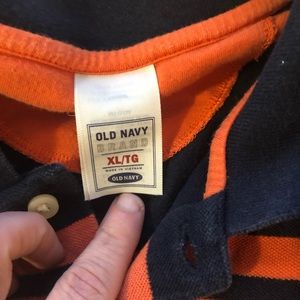 OLD NAVY
BRAND
XL/TG
MADE IN VIETNAM
OLD NAVY